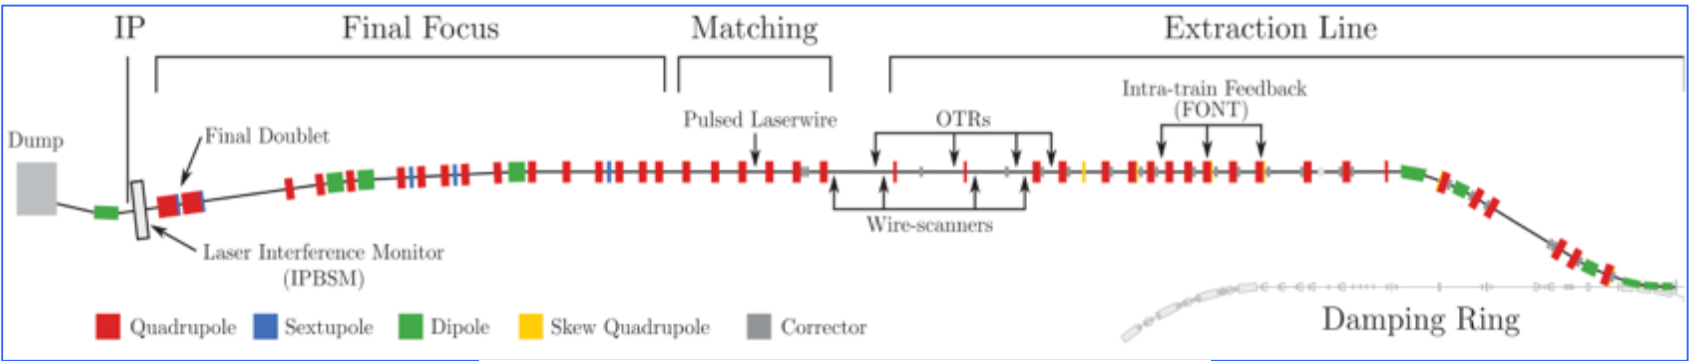 IP
Final Focus
Matching
Extraction Line
Dump
Final Doublet
Pulsed Laserwire
OTRs
Intra-train Feedback
(FONT)
Wire-scanners
Laser Interference Monitor
(IPBSM)
Damping Ring
Quadrupole
Sextupole
Dipole
Skew Quadrupole
Corrector